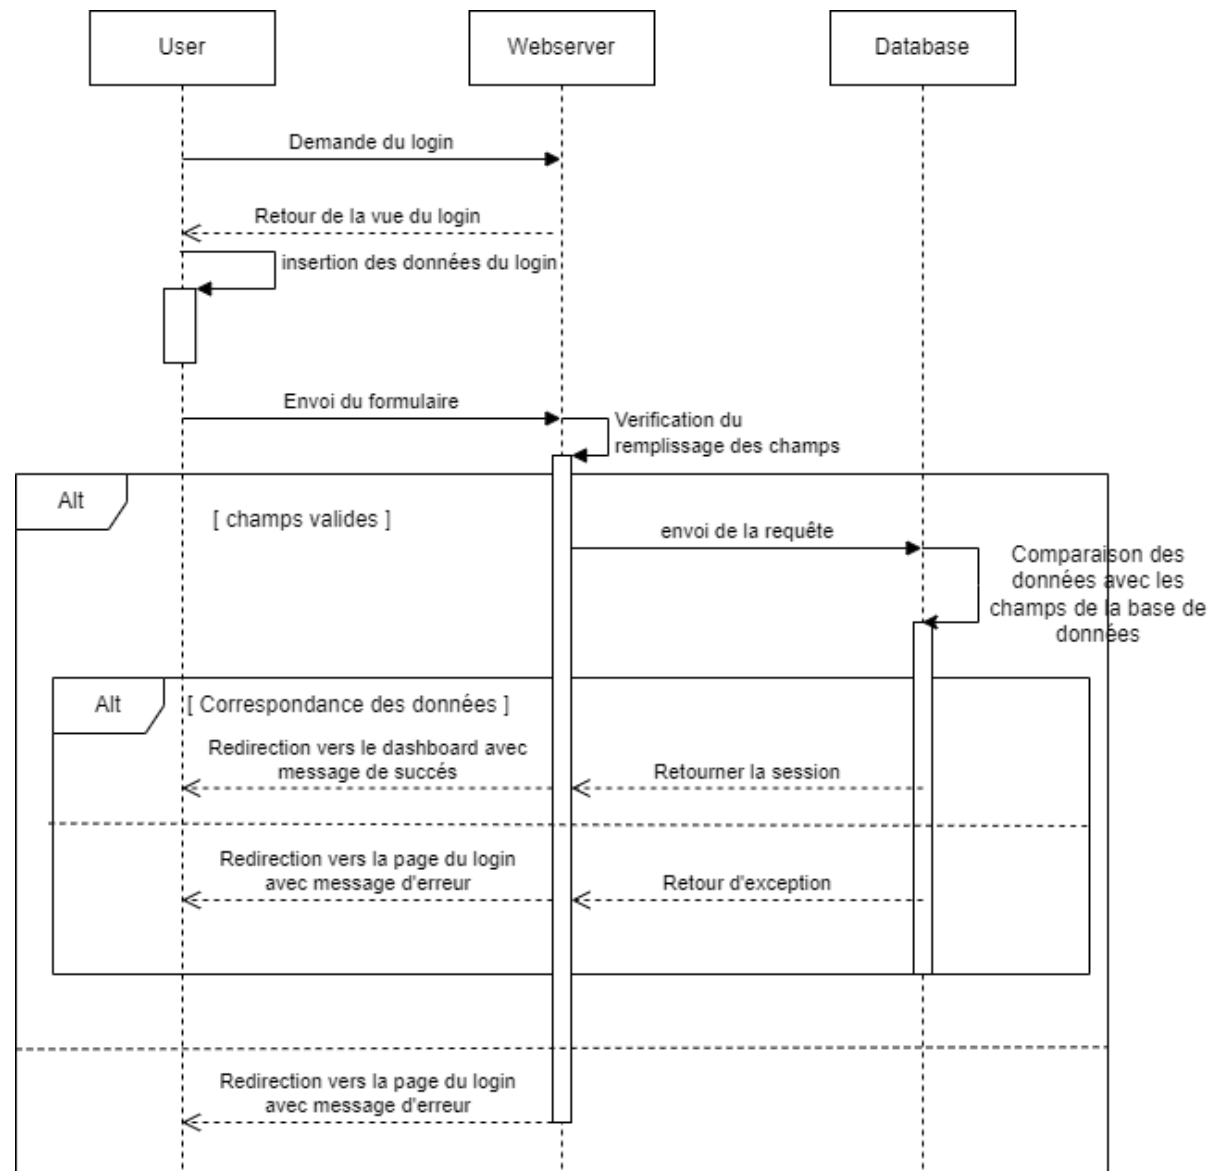 User
Webserver
Database
Demande du login
Retour de la vue du login
insertion des données du login
Envoi du formulaire
Verification du
remplissage des champs
Alt
[ champs valides ]
envoi de la requête
Comparaison des
données avec les
champs de la base de
données
Alt
[ Correspondance des données ]
Redirection vers le dashboard avec
message de succés
Retourner la session
Redirection vers la page du login
avec message d'erreur
Retour d'exception
Redirection vers la page du login
avec message d'erreur